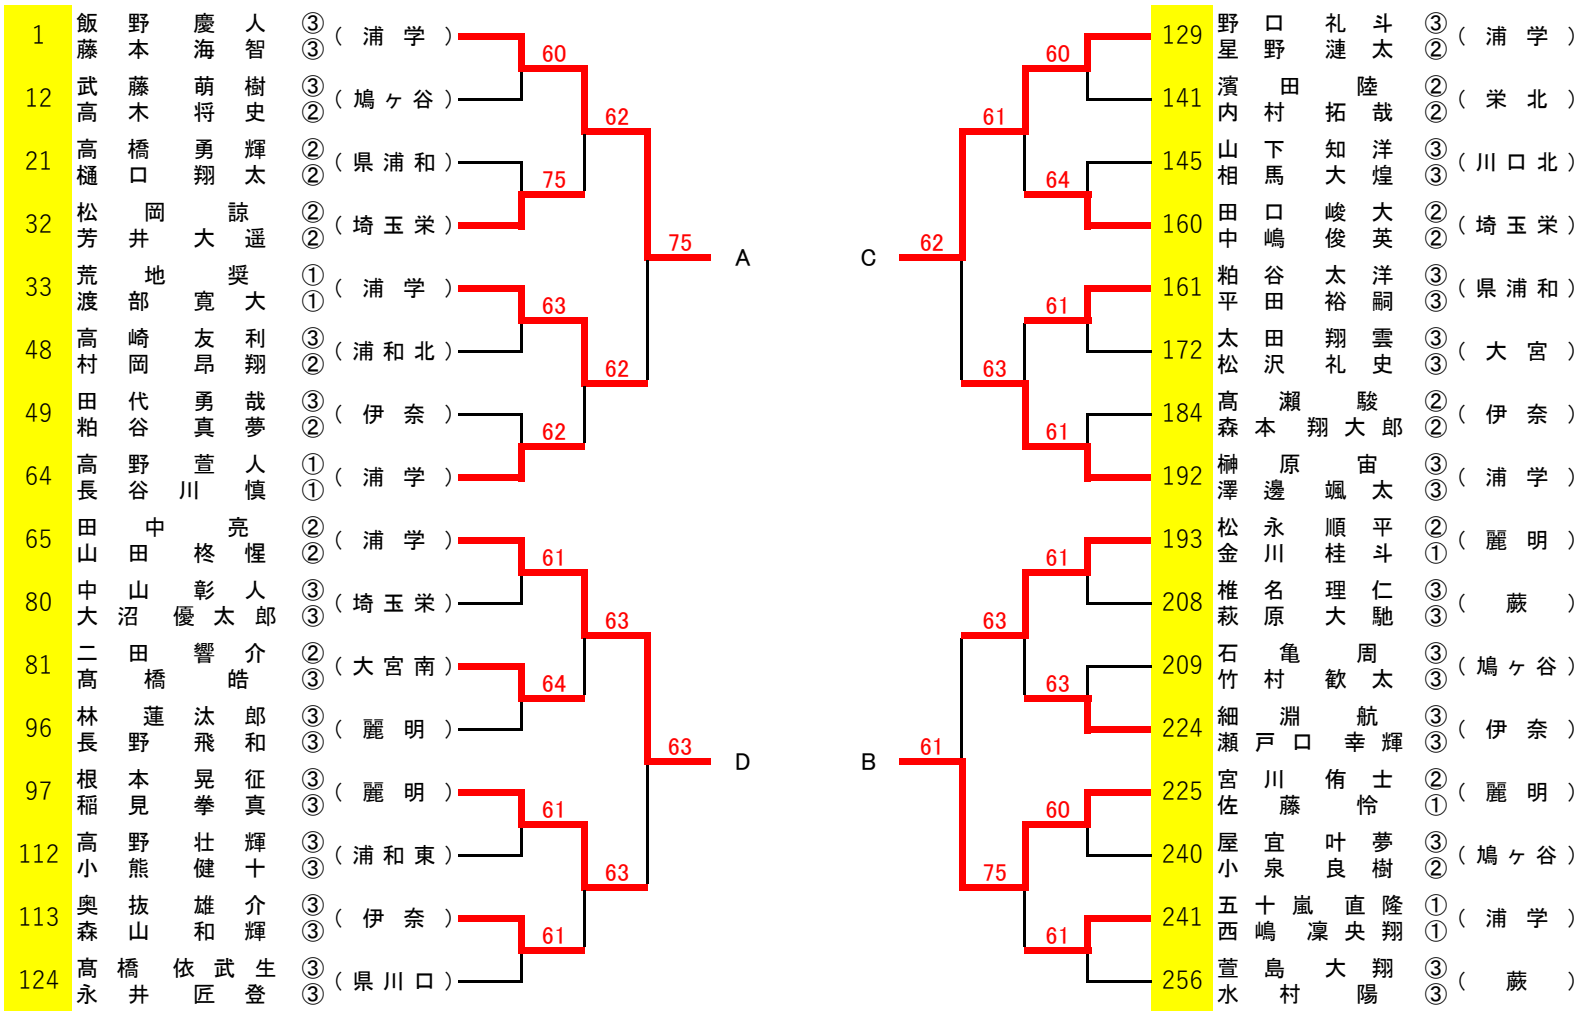 1 飯野慶人 ③ (浦学)
藤本海智 ③
60
12 武藤萌樹 ③ (鳩ヶ谷)
高木将史 ②
62
21 高橋勇輝 ② (県浦和)
樋口翔太 ②
75
32 松岡諒 ② (埼玉栄)
芳井大遥 ②
75 A
33 荒地奨 ① (浦学)
渡部寛大 ①
63
48 高崎友利 ③ (浦和北)
村岡昂翔 ②
62
49 田代勇哉 ③ (伊奈)
粕谷真夢 ②
62
64 高野萱人 ① (浦学)
長谷川慎 ①
65 田中亮 ② (浦学)
山田柊惺 ②
61
80 中山彰人 ③ (埼玉栄)
大沼優太郎 ③
63
81 二田響介 ② (大宮南)
髙橋皓 ③
64
96 林蓮汰郎 ③ (麗明)
長野飛和 ③
63 D
97 根本晃征 ③ (麗明)
稲見拳真 ③
61
112 高野壮輝 ③ (浦和東)
小熊健十 ③
63
113 奥抜雄介 ③ (伊奈)
森山和輝 ③
61
124 髙橋依武生 ③ (県川口)
永井匠登 ③
129 野口礼斗 ③ (浦学)
星野漣太 ②
60
141 濱田陸 ② (栄北)
内村拓哉 ②
61
145 山下知洋 ③ (川口北)
相馬大煌 ③
64
160 田口峻大 ② (埼玉栄)
中嶋俊英 ②
C 62
161 粕谷太洋 ③ (県浦和)
平田裕嗣 ③
61
172 太田翔雲 ③ (大宮)
松沢礼史 ③
63
184 髙瀨駿 ② (伊奈)
森本翔大郎 ②
61
192 榊原宙 ③ (浦学)
澤邊颯太 ③
193 松永順平 ② (麗明)
金川桂斗 ①
61
208 椎名理仁 ③ (蕨)
萩原大馳 ③
63
209 石亀周 ③ (鳩ヶ谷)
竹村歓太 ③
63
224 細淵航 ③ (伊奈)
瀬戸口幸輝 ③
B 61
225 宮川侑士 ② (麗明)
佐藤怜 ①
60
240 屋宜叶夢 ③ (鳩ヶ谷)
小泉良樹 ②
75
241 五十嵐直隆 ① (浦学)
西嶋凜央翔 ①
61
256 萱島大翔 ③ (蕨)
水村陽 ③